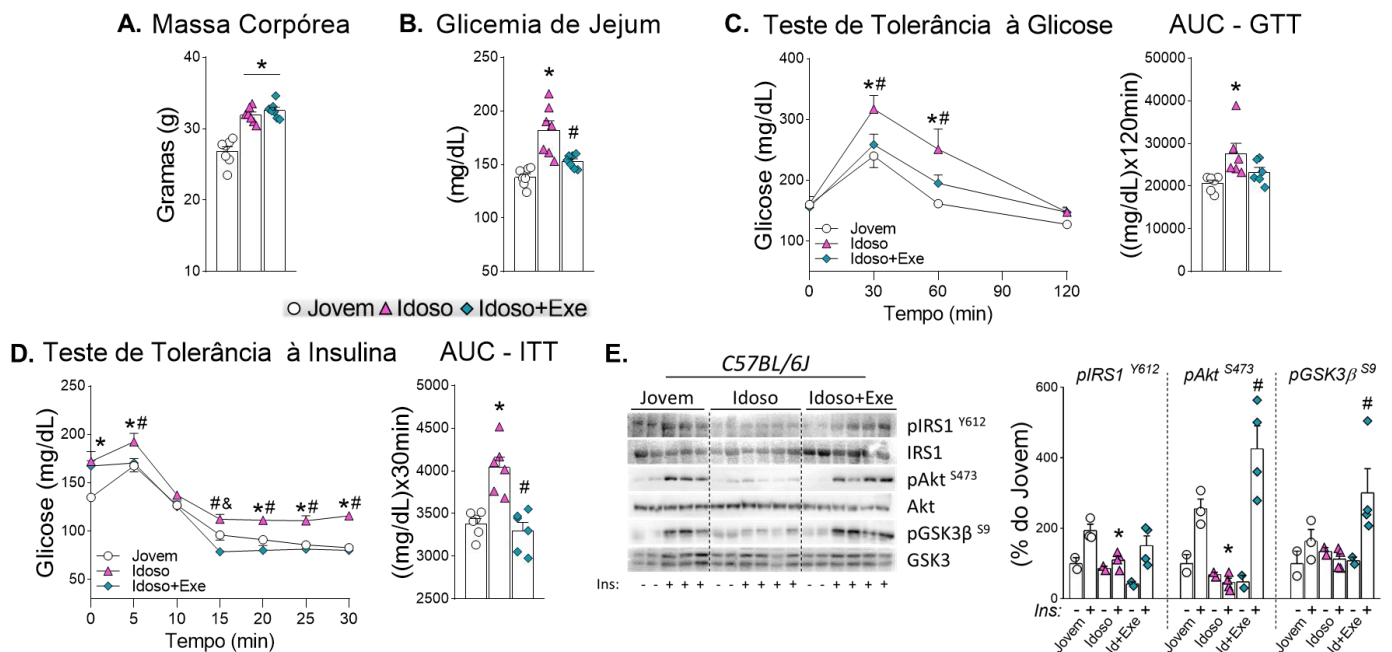 A. Massa Corpórea
Gramas (g)
40
30
20
10
*
B. Glicemia de Jejum
(mg/dL)
250
200
150
100
50
*
#
C. Teste de Tolerância à Glicose
Glicose (mg/dL)
400
300
200
100
*#
*#
Jovem
Idoso
Idoso+Exe
0 30 60 120
Tempo (min)
AUC - GTT
((mg/dL)x120min)
50000
40000
30000
20000
10000
0
*
Jovem Idoso Idoso+Exe
D. Teste de Tolerância à Insulina
Glicose (mg/dL)
250
200
150
100
50
* *# #& *# *# *#
Jovem
Idoso
Idoso+Exe
0 5 10 15 20 25 30
Tempo (min)
AUC - ITT
((mg/dL)x30min)
5000
4500
4000
3500
3000
2500
*
#
E.
C57BL/6J
Jovem Idoso Idoso+Exe
pIRS1 Y612
IRS1
pAkt S473
Akt
pGSK3β S9
GSK3
Ins: - - + + + - - + + + + - - + + + +
pIRS1 Y612 pAkt S473 pGSK3β S9
(% do Jovem)
600
400
200
0
* * # #
Ins: - + - + - + - + - + - + - + - + - +
Jovem Idoso Id+Exe Jovem Idoso Id+Exe Jovem Idoso Id+Exe